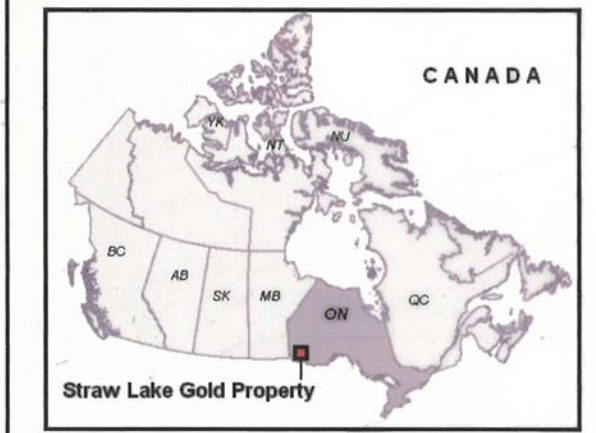 CANADA
YK
NT
NU
BC
AB
SK
MB
ON
QC
Straw Lake Gold Property